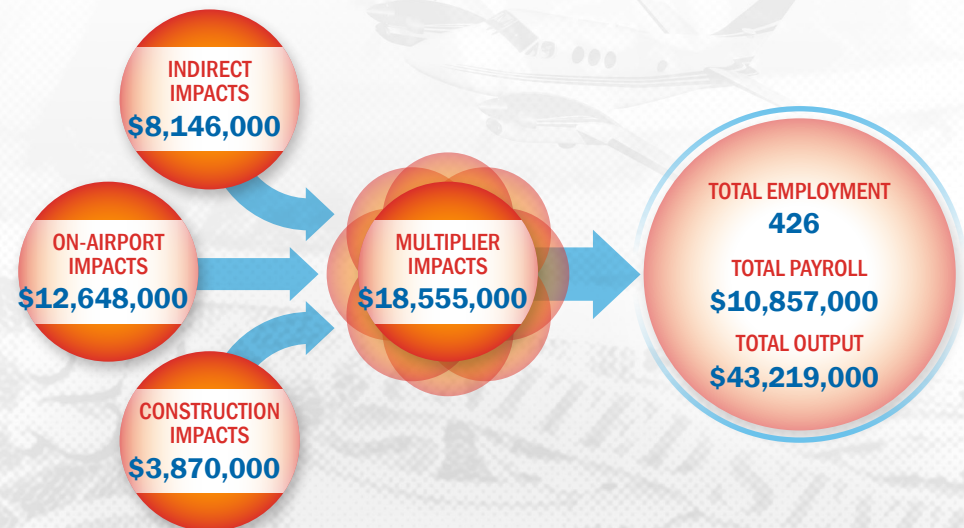 INDIRECT
IMPACTS
$8,146,000
ON-AIRPORT
IMPACTS
$12,648,000
CONSTRUCTION
IMPACTS
$3,870,000
MULTIPLIER
IMPACTS
$18,555,000
TOTAL EMPLOYMENT
426
TOTAL PAYROLL
$10,857,000
TOTAL OUTPUT
$43,219,000